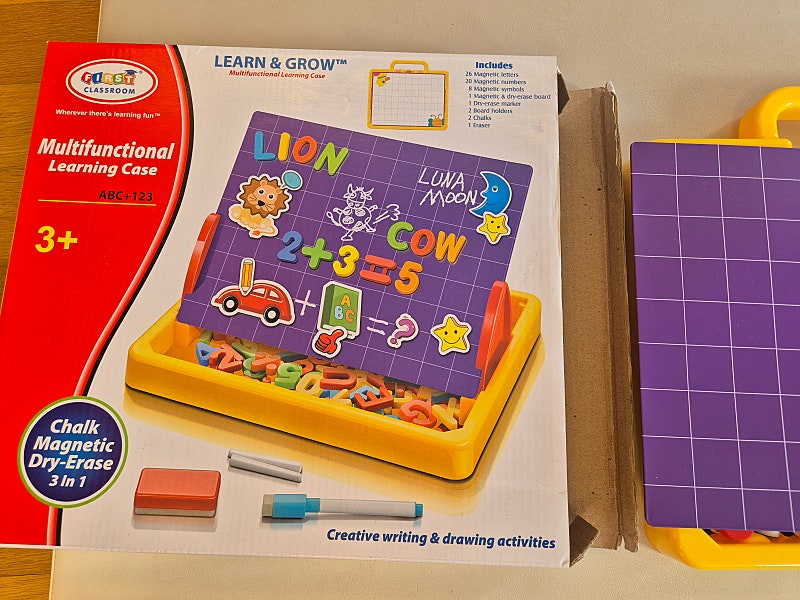 FIRST
CLASSROOM
Wherever there's learning fun™
Multifunctional
Learning Case
ABC+123
3+
Chalk
Magnetic
Dry-Erase
3 In 1
LEARN & GROW™
Multifunctional Learning Case
Includes
26 Magnetic letters
20 Magnetic numbers
8 Magnetic symbols
1 Magnetic & dry-erase board
1 Dry-erase marker
2 Board holders
2 Chalks
1 Eraser
LION
LUNA
MOON
COW
2+3=5
+ A
BC
= ?
Creative writing & drawing activities